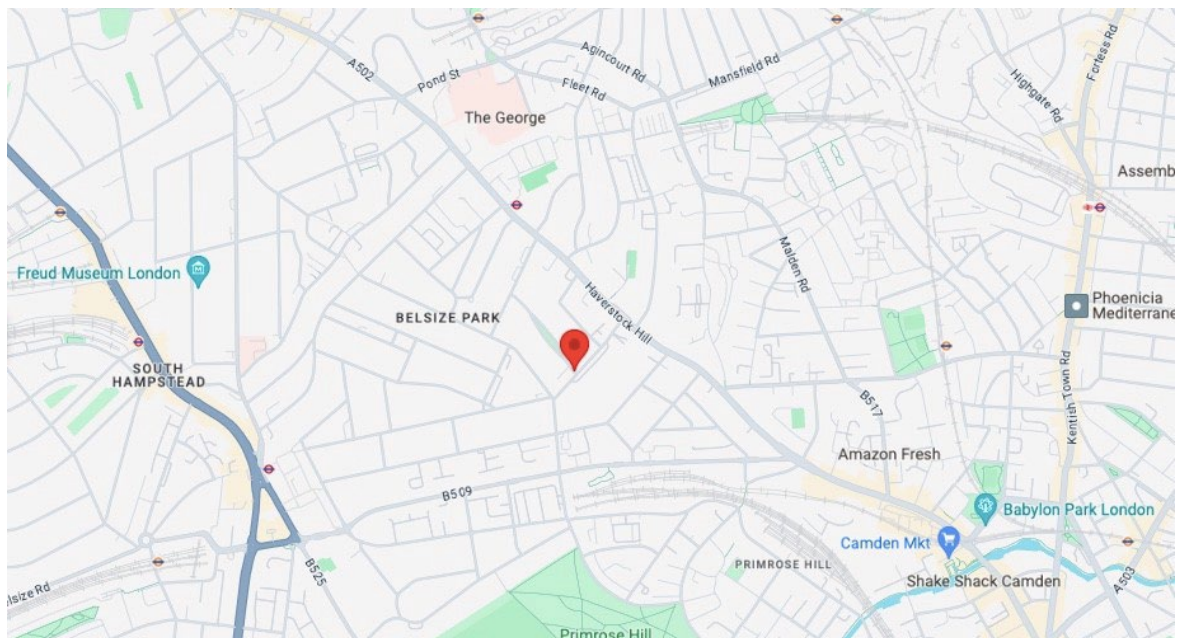 A502
Pond St
Agincourt Rd
Fleet Rd
Mansfield Rd
Highgate Rd
Fortess Rd
The George
Assemb
Freud Museum London
Malden Rd
Haverstock Hill
BELSIZE PARK
Phoenicia
Mediterrane
SOUTH
HAMPSTEAD
B517
Kentish Town Rd
Amazon Fresh
B509
Babylon Park London
Camden Mkt
PRIMROSE HILL
Shake Shack Camden
B525
A503
elsize Rd
Primrose Hill